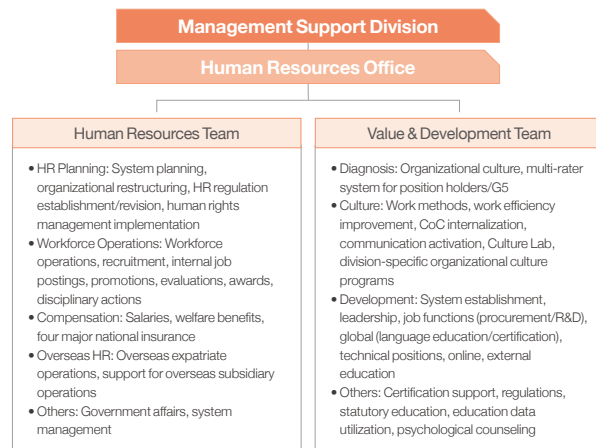 Management Support Division
Human Resources Office
Human Resources Team
• HR Planning: System planning,
organizational restructuring, HR regulation
establishment/revision, human rights
management implementation
• Workforce Operations: Workforce
operations, recruitment, internal job
postings, promotions, evaluations, awards,
disciplinary actions
• Compensation: Salaries, welfare benefits,
four major national insurance
• Overseas HR: Overseas expatriate
operations, support for overseas subsidiary
operations
• Others: Government affairs, system
management
Value & Development Team
• Diagnosis: Organizational culture, multi-rater
system for position holders/G5
• Culture: Work methods, work efficiency
improvement, CoC internalization,
communication activation, Culture Lab,
division-specific organizational culture
programs
• Development: System establishment,
leadership, job functions (procurement/R&D),
global (language education/certification),
technical positions, online, external
education
• Others: Certification support, regulations,
statutory education, education data
utilization, psychological counseling